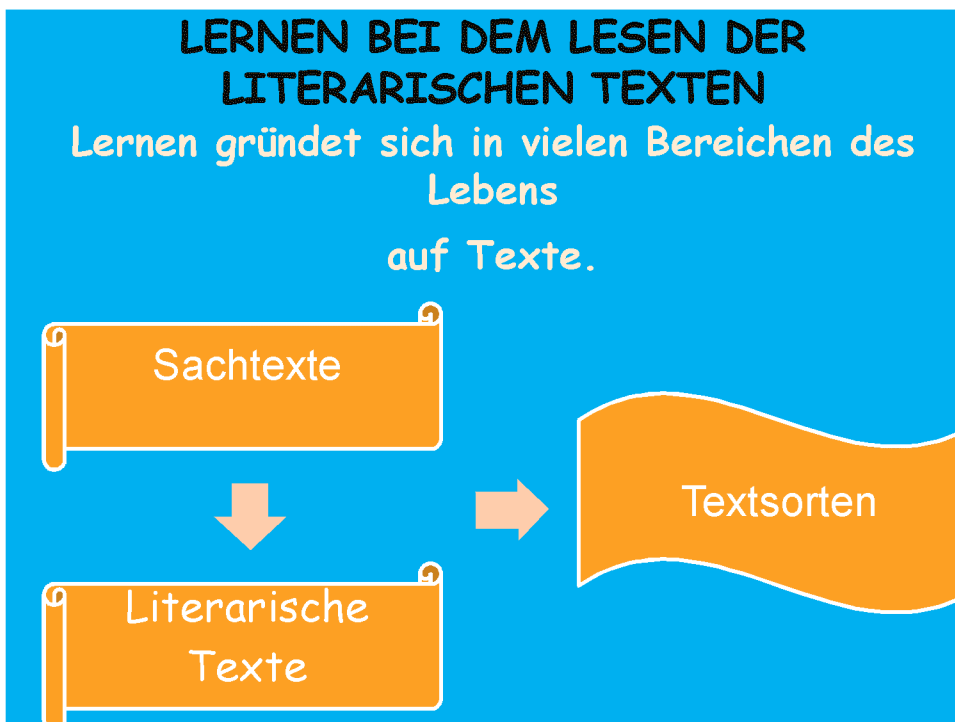 LERNEN BEI DEM LESEN DER
LITERARISCHEN TEXTEN
Lernen gründet sich in vielen Bereichen des
Lebens
auf Texte.
Sachtexte
Textsorten
Literarische
Texte